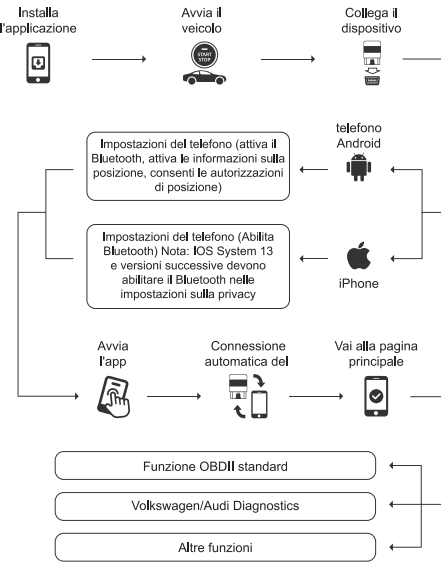 Installa
l'applicazione
Avvia il
veicolo
Collega il
dispositivo
START
STOP
telefono
Android
Impostazioni del telefono (attiva il
Bluetooth, attiva le informazioni sulla
posizione, consenti le autorizzazioni
di posizione)
Impostazioni del telefono (Abilita
Bluetooth) Nota: IOS System 13
e versioni successive devono
abilitare il Bluetooth nelle
impostazioni sulla privacy
iPhone
Avvia
l'app
Connessione
automatica del
Vai alla pagina
principale
Funzione OBDII standard
Volkswagen/Audi Diagnostics
Altre funzioni